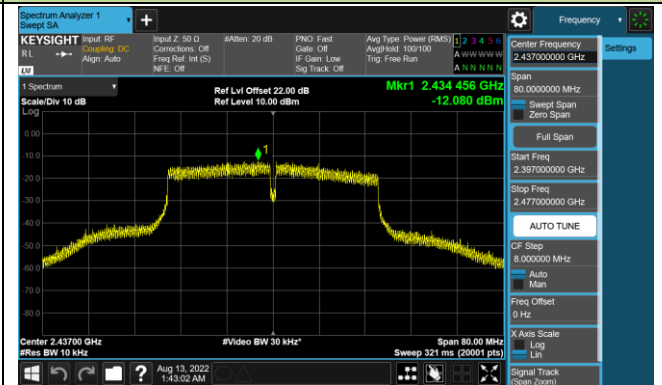 Spectrum Analyzer 1
Swept SA
Frequency
KEYSIGHT
Input: RF
Input Z: 50 Ω
#Atten: 20 dB
PNO: Fast
Avg Type: Power (RMS)
1 2 3 4 5 6
RL
Coupling: DC
Corrections: Off
Gate: Off
Avg|Hold: 100/100
A W W W W W
Align: Auto
Freq Ref: Int (S)
IF Gain: Low
Trig: Free Run
NFE: Off
Sig Track: Off
A N N N N N
LXI
1 Spectrum
Scale/Div 10 dB
Ref Lvl Offset 22.00 dB
Ref Level 10.00 dBm
Mkr1 2.434 456 GHz
-12.080 dBm
Log
0.00
-10.0
-20.0
-30.0
-40.0
-50.0
-60.0
-70.0
-80.0
1
Center 2.43700 GHz
#Video BW 30 kHz*
Span 80.00 MHz
#Res BW 10 kHz
Sweep 321 ms (20001 pts)
Aug 13, 2022
1:43:02 AM
Center Frequency
2.437000000 GHz
Settings
Span
80.0000000 MHz
Swept Span
Zero Span
Full Span
Start Freq
2.397000000 GHz
Stop Freq
2.477000000 GHz
AUTO TUNE
CF Step
8.000000 MHz
Auto
Man
Freq Offset
0 Hz
X Axis Scale
Log
Lin
Signal Track
(Span Zoom)